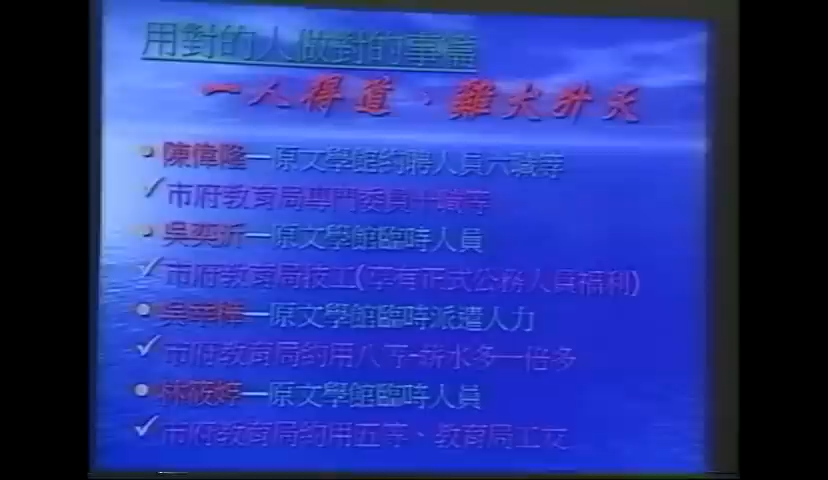 用對的人做對的事篇
一人得道、雞犬升天
• 陳偉隆—原文學館約聘人員六職等
✓ 市府教育局專門委員十職等
• 吳奕沂—原文學館臨時人員
✓ 市府教育局技工(享有正式公務人員福利)
• —原文學館臨時派遣人力
✓ 市府教育局約用八等-薪水多一倍多
• 林筱婷—原文學館臨時人員
✓ 市府教育局約用五等、教育局工友